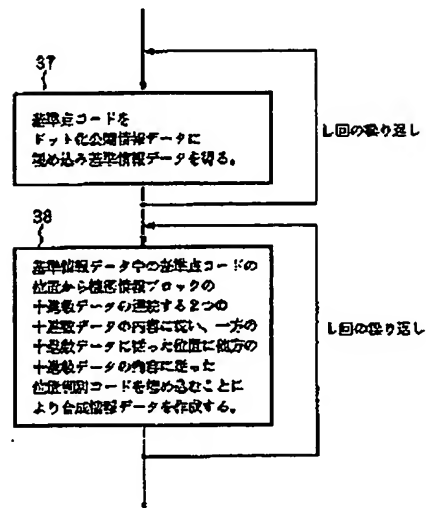 37
基準点コードを
ドット化公開情報データに
埋め込み基準情報データを得る。
L回の繰り返し
38
基準情報データ中の基準点コードの
位置から機密情報ブロックの
十進数データの連続する2つの
十進数データの内容に従い、一方の
十進数データに従った位置に他方の
十進数データの内容に従った
位置判別コードを埋め込むことに
より合成情報データを作成する。
L回の繰り返し